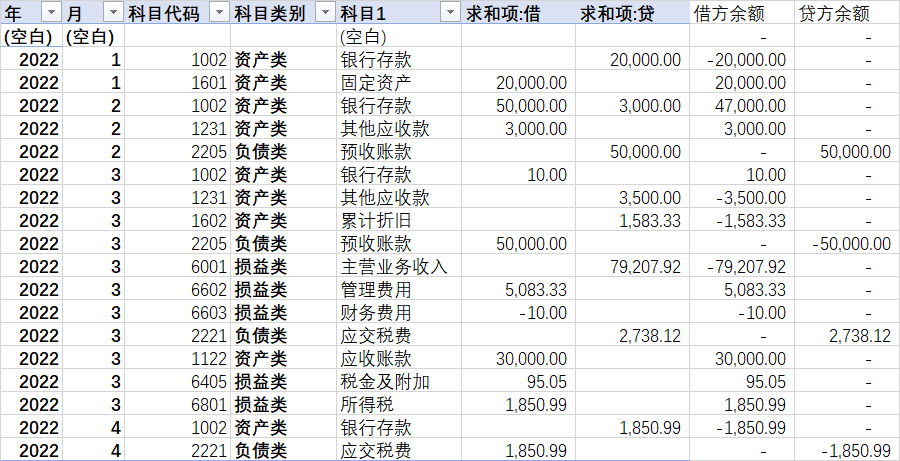 年 月 科目代码 科目类别 科目1 求和项:借 求和项:贷 借方余额 贷方余额
(空白) (空白) (空白) - -
2022 1 1002 资产类 银行存款 20,000.00 -20,000.00 -
2022 1 1601 资产类 固定资产 20,000.00 20,000.00 -
2022 2 1002 资产类 银行存款 50,000.00 3,000.00 47,000.00 -
2022 2 1231 资产类 其他应收款 3,000.00 3,000.00 -
2022 2 2205 负债类 预收账款 50,000.00 - 50,000.00
2022 3 1002 资产类 银行存款 10.00 10.00 -
2022 3 1231 资产类 其他应收款 3,500.00 -3,500.00 -
2022 3 1602 资产类 累计折旧 1,583.33 -1,583.33 -
2022 3 2205 负债类 预收账款 50,000.00 - -50,000.00
2022 3 6001 损益类 主营业务收入 79,207.92 -79,207.92 -
2022 3 6602 损益类 管理费用 5,083.33 5,083.33 -
2022 3 6603 损益类 财务费用 -10.00 -10.00 -
2022 3 2221 负债类 应交税费 2,738.12 - 2,738.12
2022 3 1122 资产类 应收账款 30,000.00 30,000.00 -
2022 3 6405 损益类 税金及附加 95.05 95.05 -
2022 3 6801 损益类 所得税 1,850.99 1,850.99 -
2022 4 1002 资产类 银行存款 1,850.99 -1,850.99 -
2022 4 2221 负债类 应交税费 1,850.99 - -1,850.99